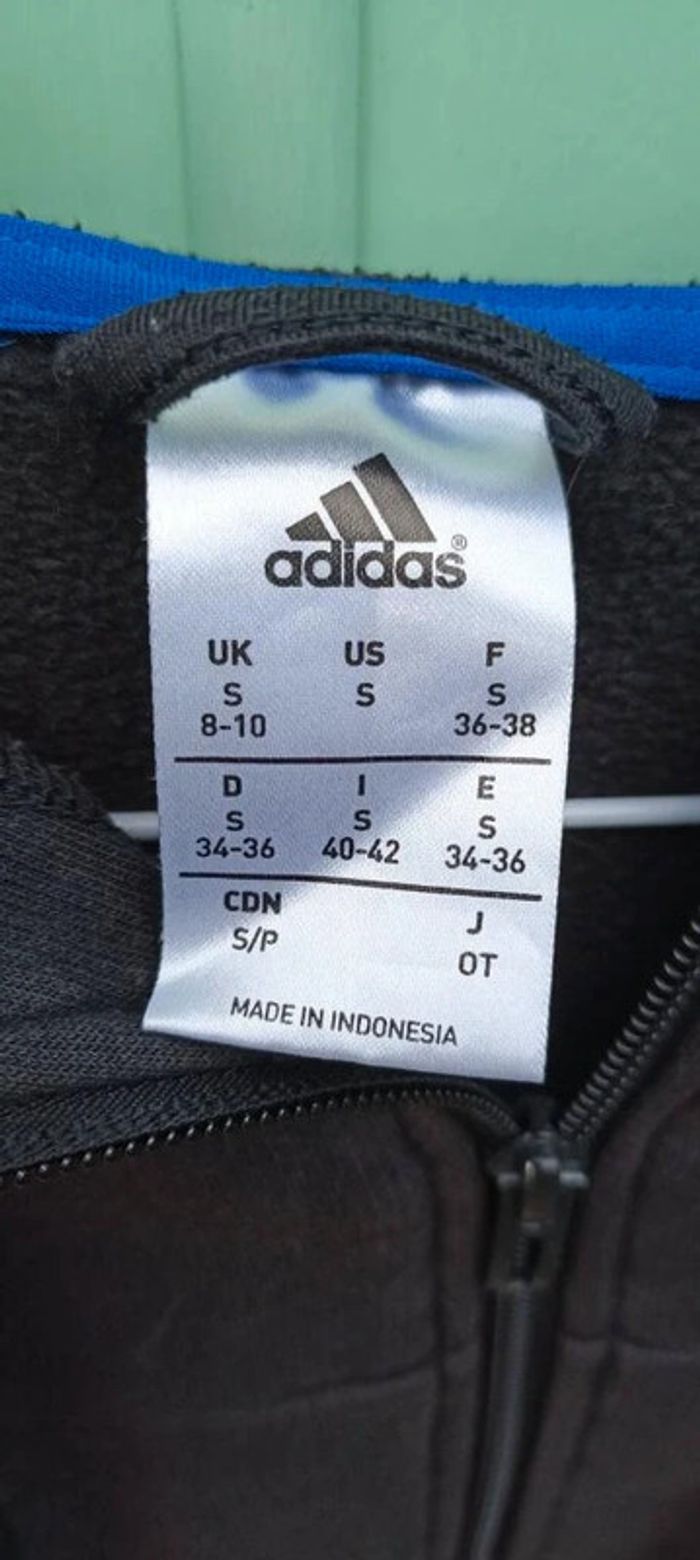 adidas®
UK US F
S S S
8-10 36-38
D I E
S S S
34-36 40-42 34-36
CDN J
S/P OT
MADE IN INDONESIA